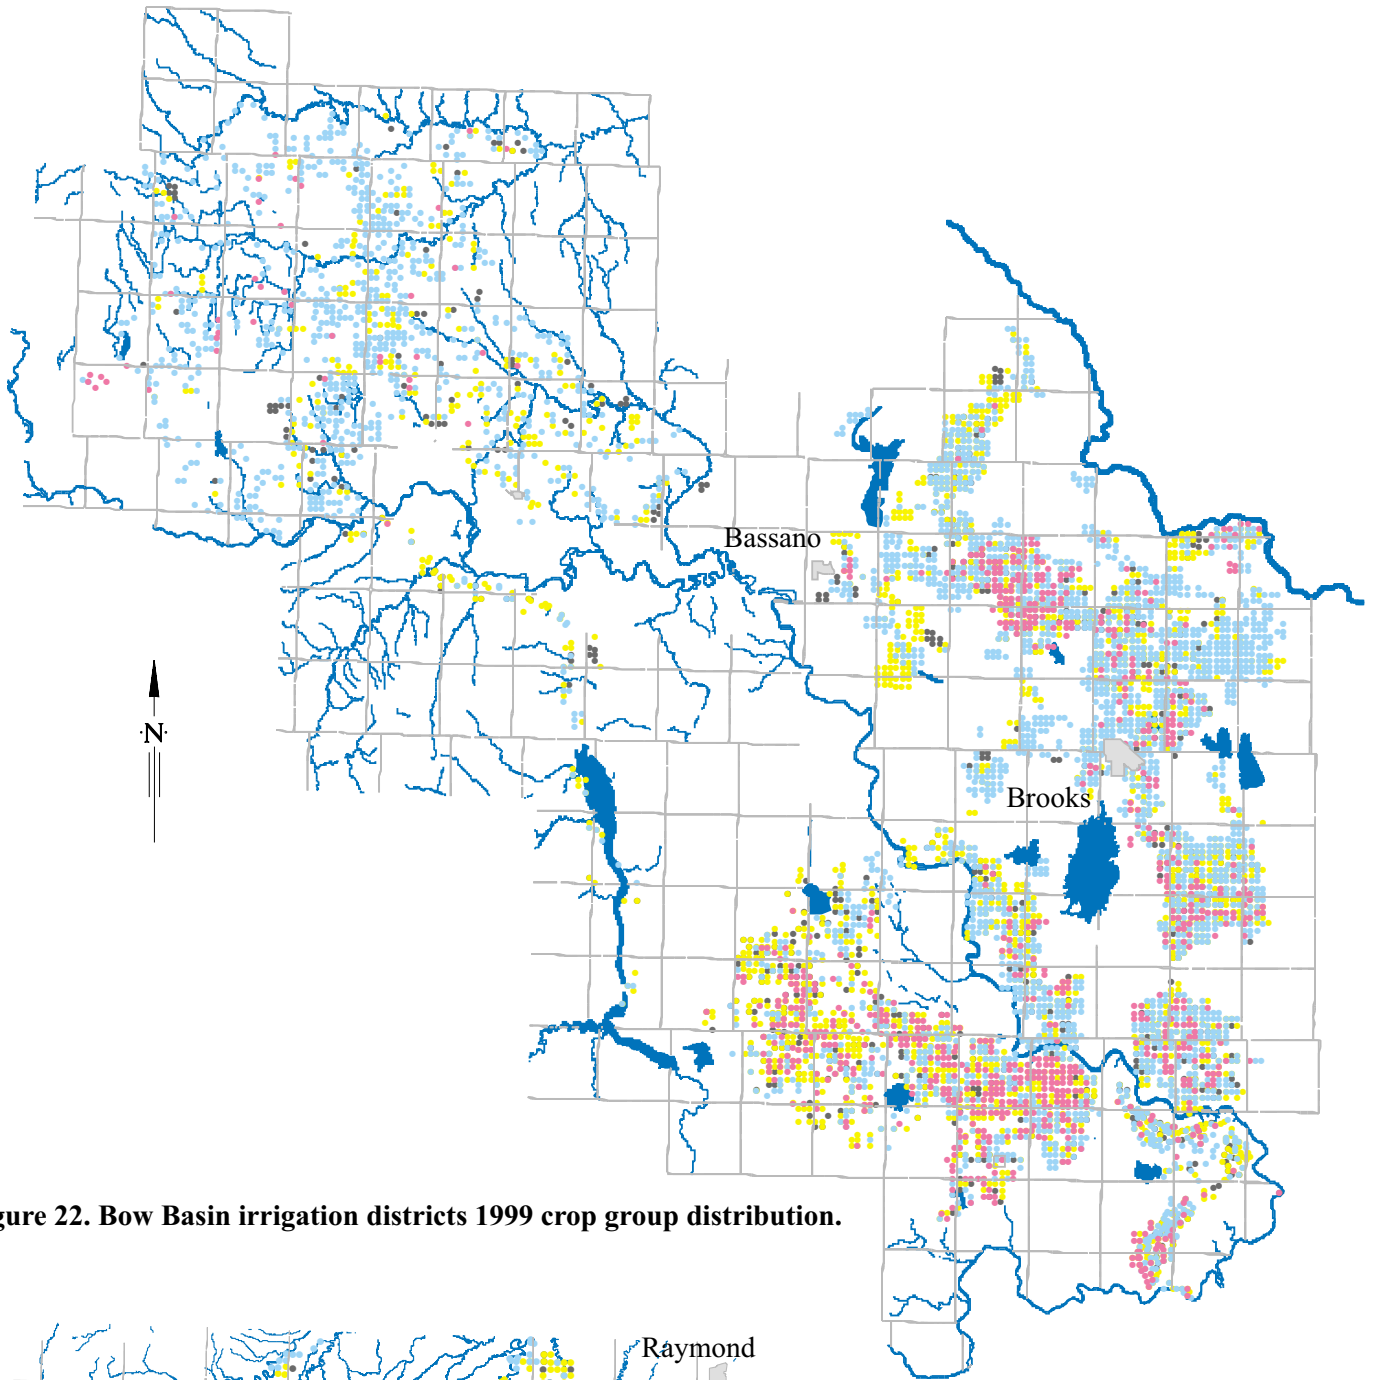 Bassano
Brooks
N
gure 22. Bow Basin irrigation districts 1999 crop group distribution.
Raymond